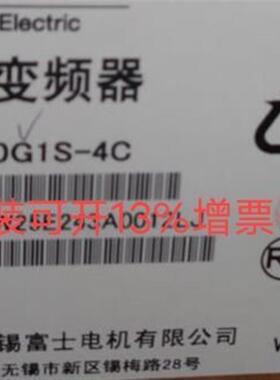 Electric
变频器
0G1S-4C
装可开13%增票
锡富士电机有限公司
无锡市新区锡梅路28号